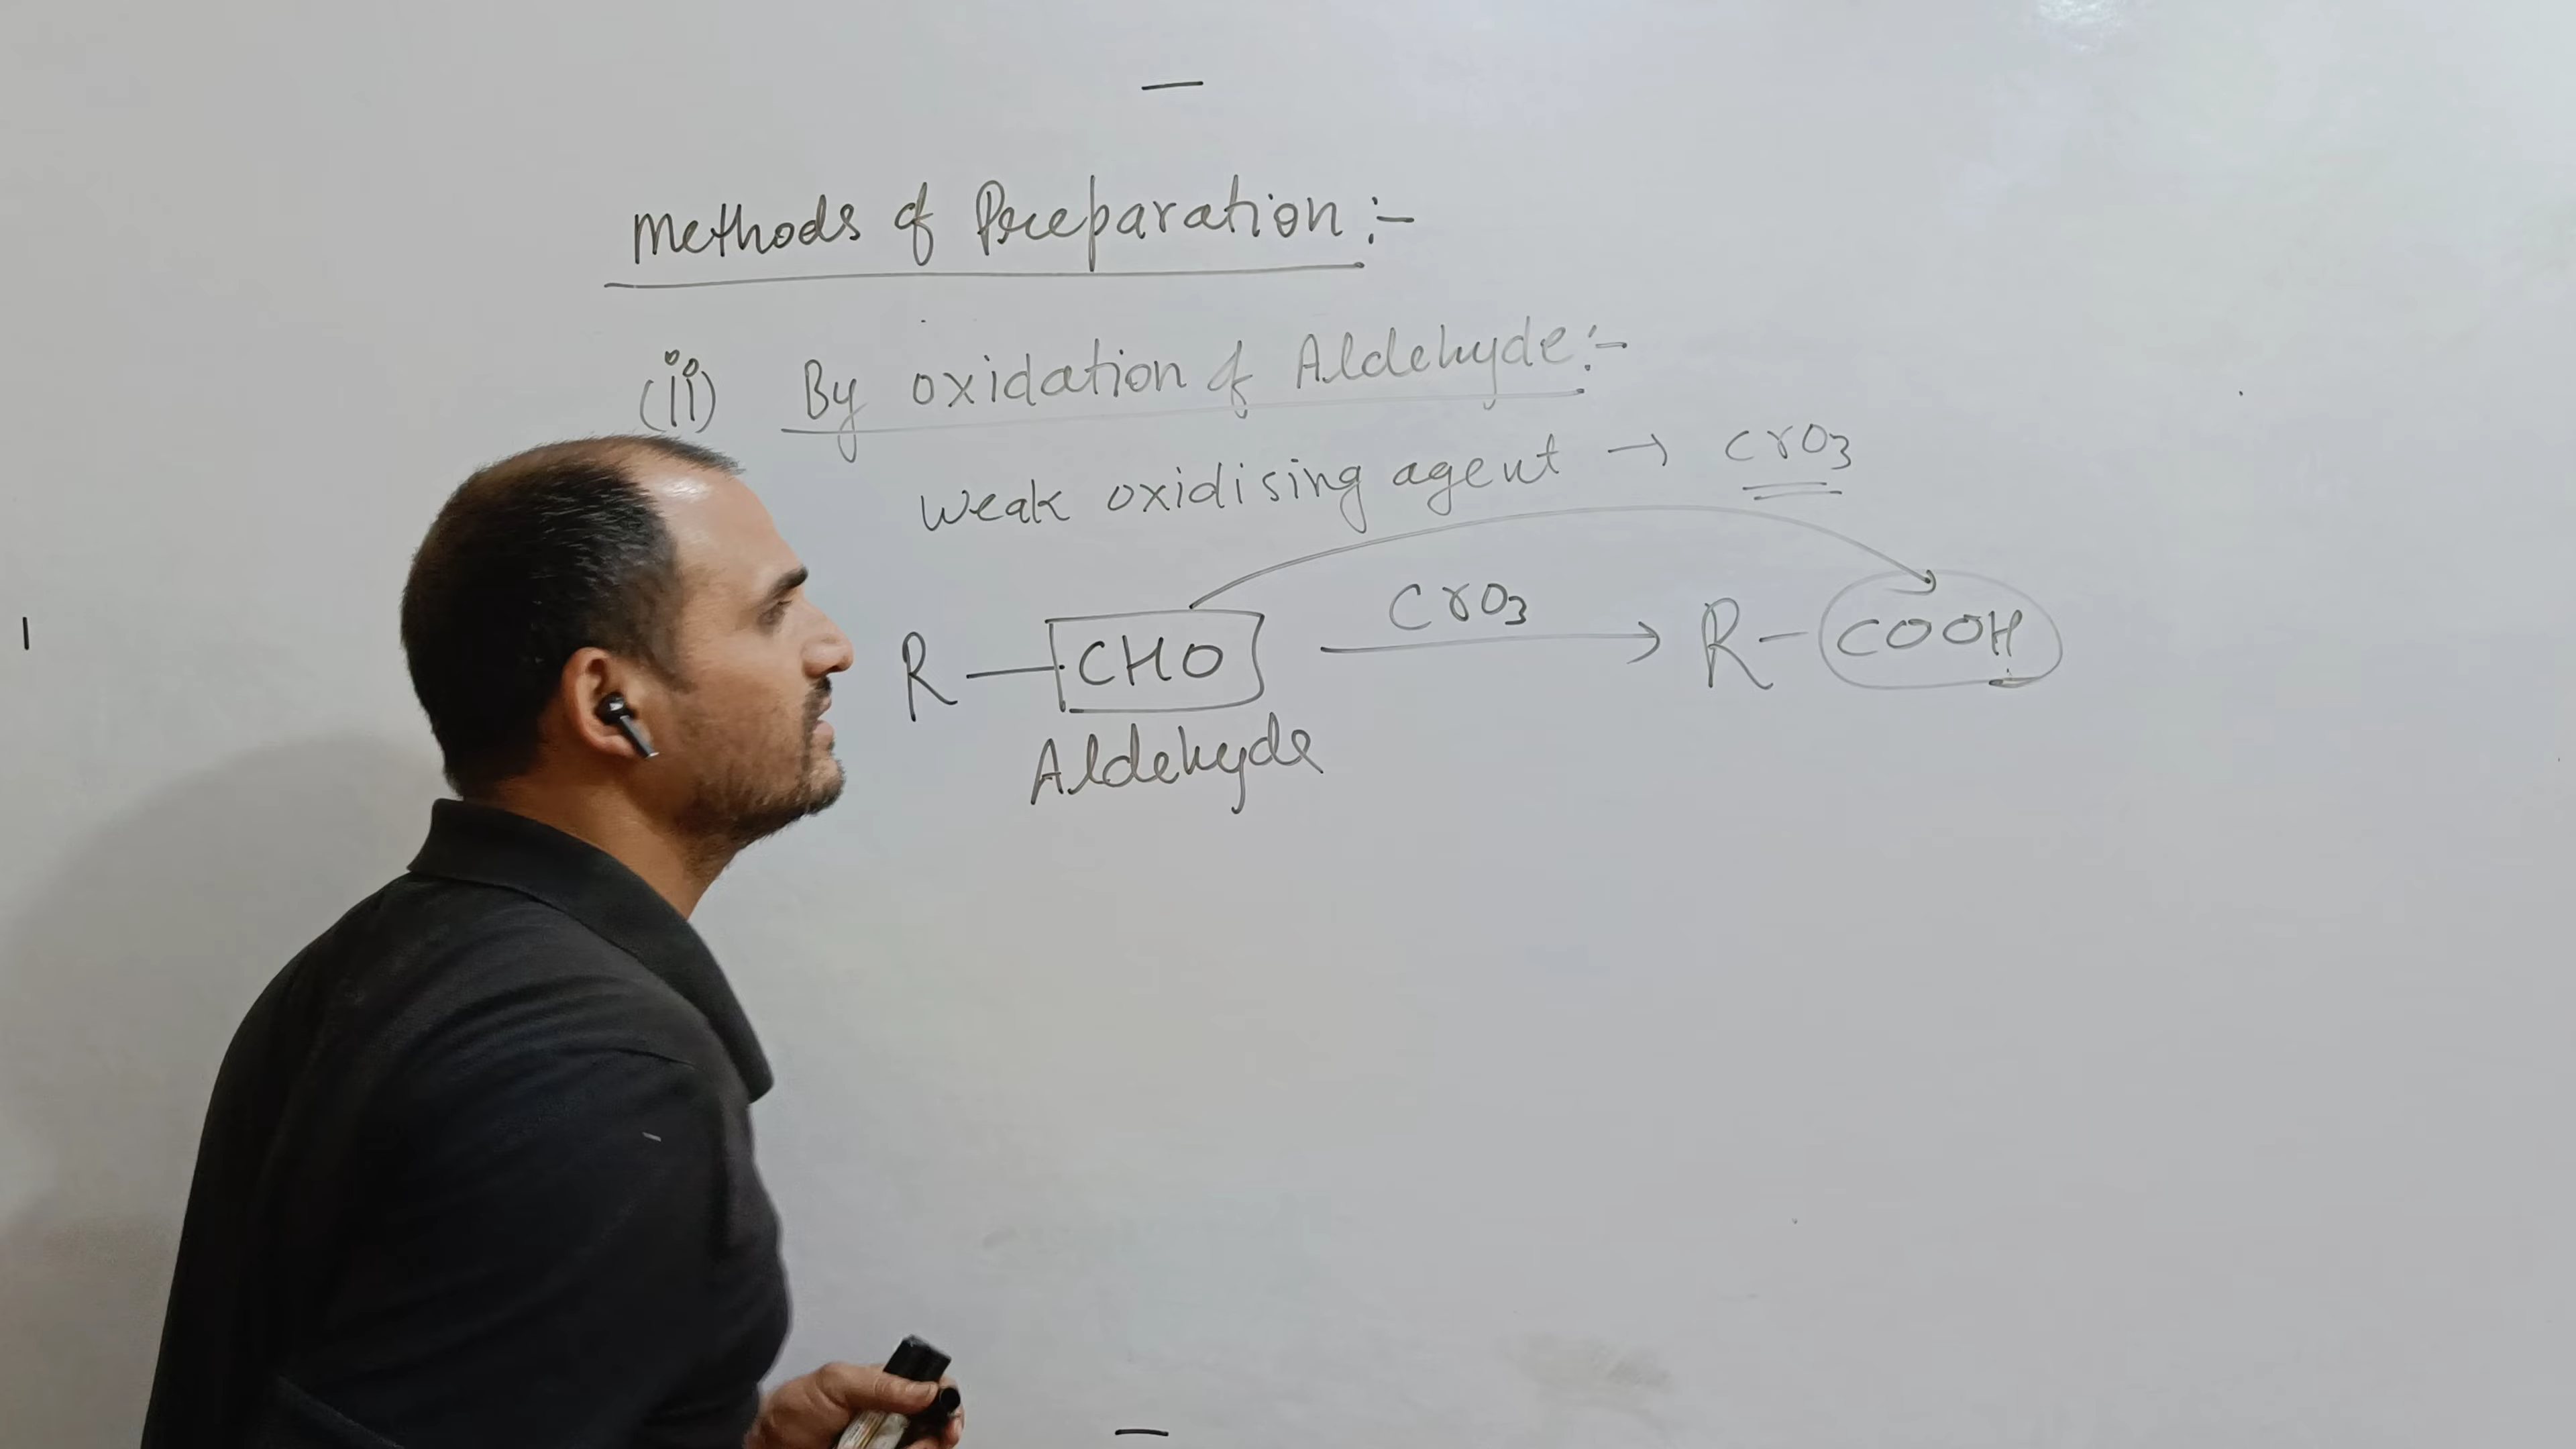 Methods of Preparation:-
(ii) By oxidation of Aldehyde:-
Weak oxidising agent → CrO3
R—CHO CrO3 → R-COOH
Aldehyde